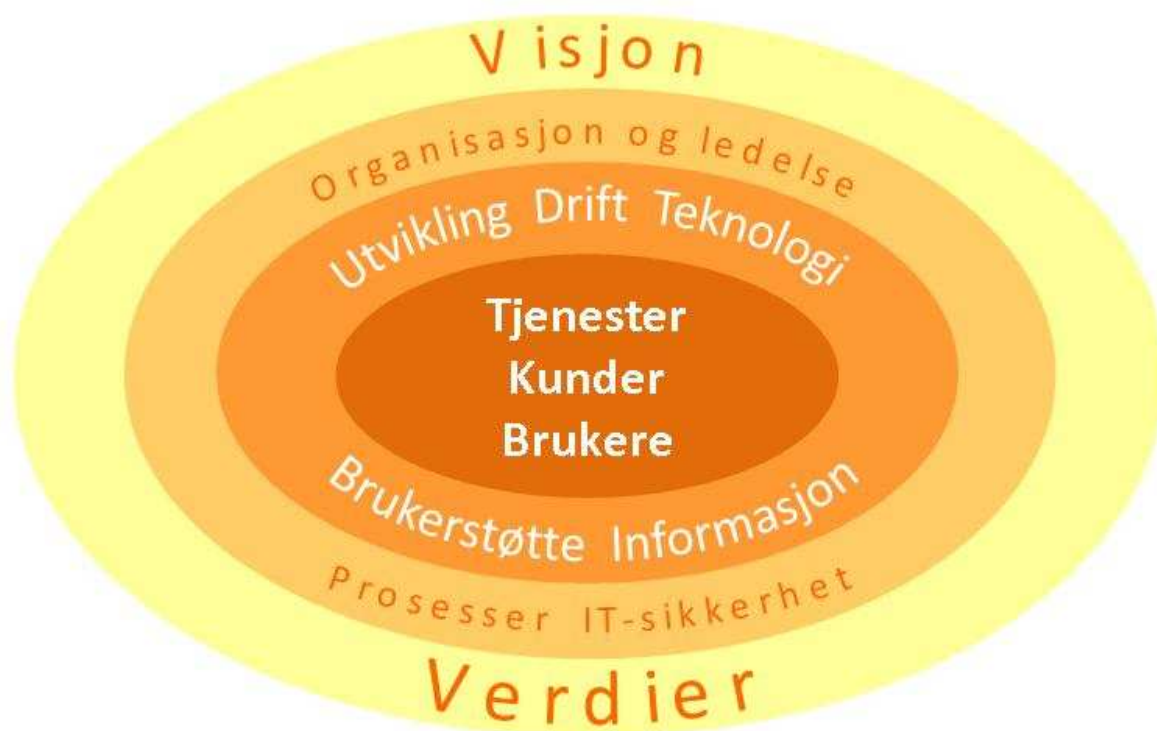 Visjon
Organisasjon og ledelse
Utvikling Drift Teknologi
Tjenester
Kunder
Brukere
Brukerstøtte Informasjon
Prosesser IT-sikkerhet
Verdier